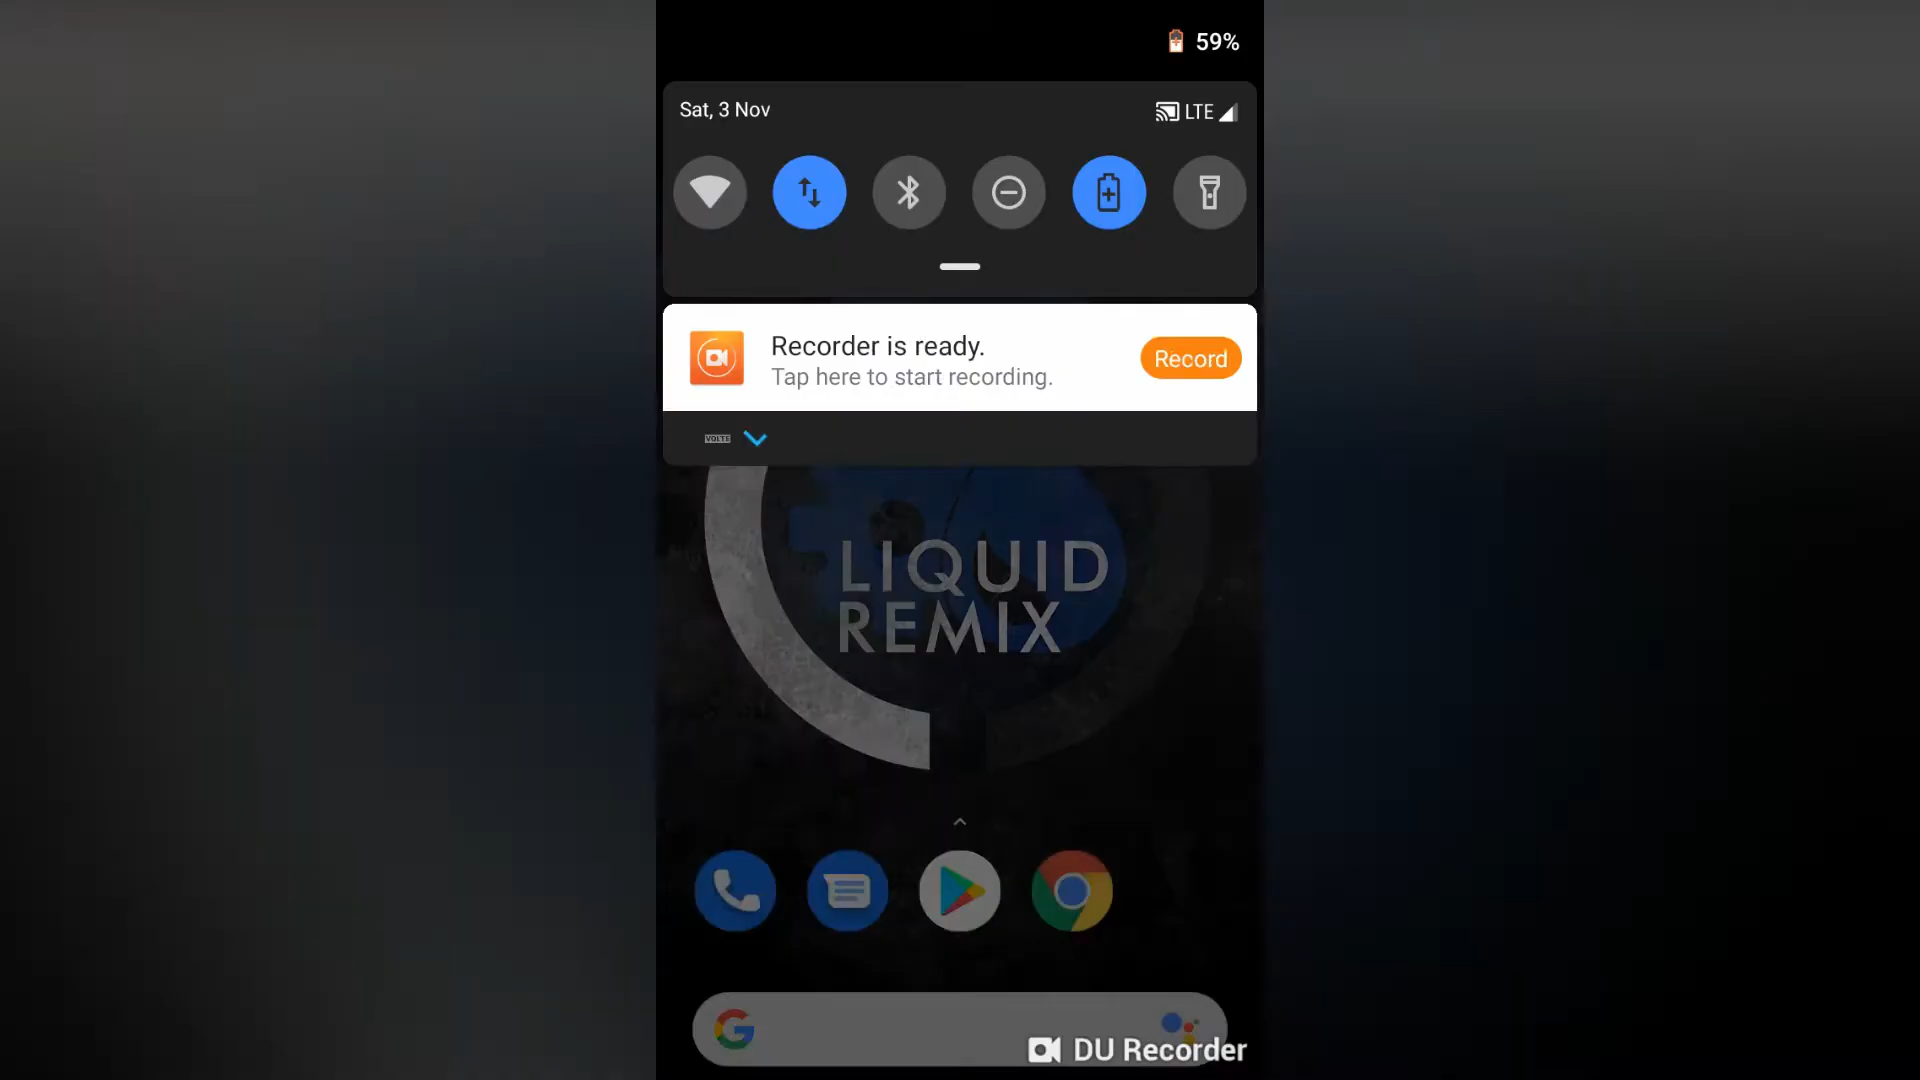 59%
Sat, 3 Nov
LTE
Recorder is ready.
Tap here to start recording.
Record
VOLTE
LIQUID
REMIX
DU Recorder